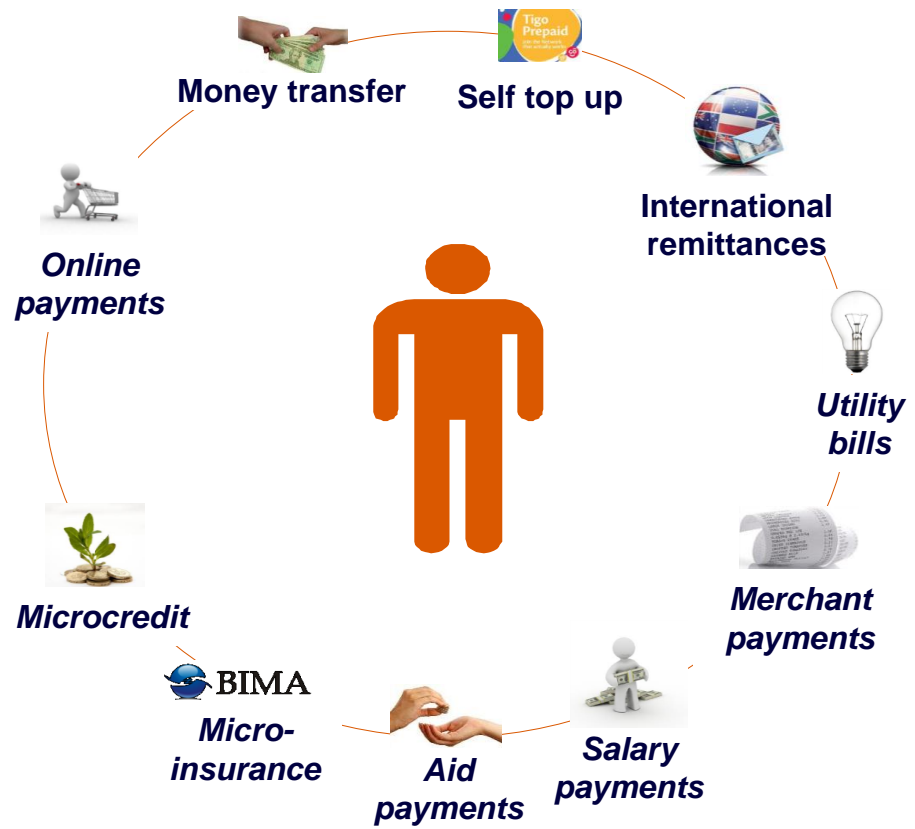 Tigo
Prepaid
Money transfer
Self top up
International
remittances
Online
payments
Utility
bills
Microcredit
Merchant
payments
BIMA
Micro-
insurance
Aid
payments
Salary
payments